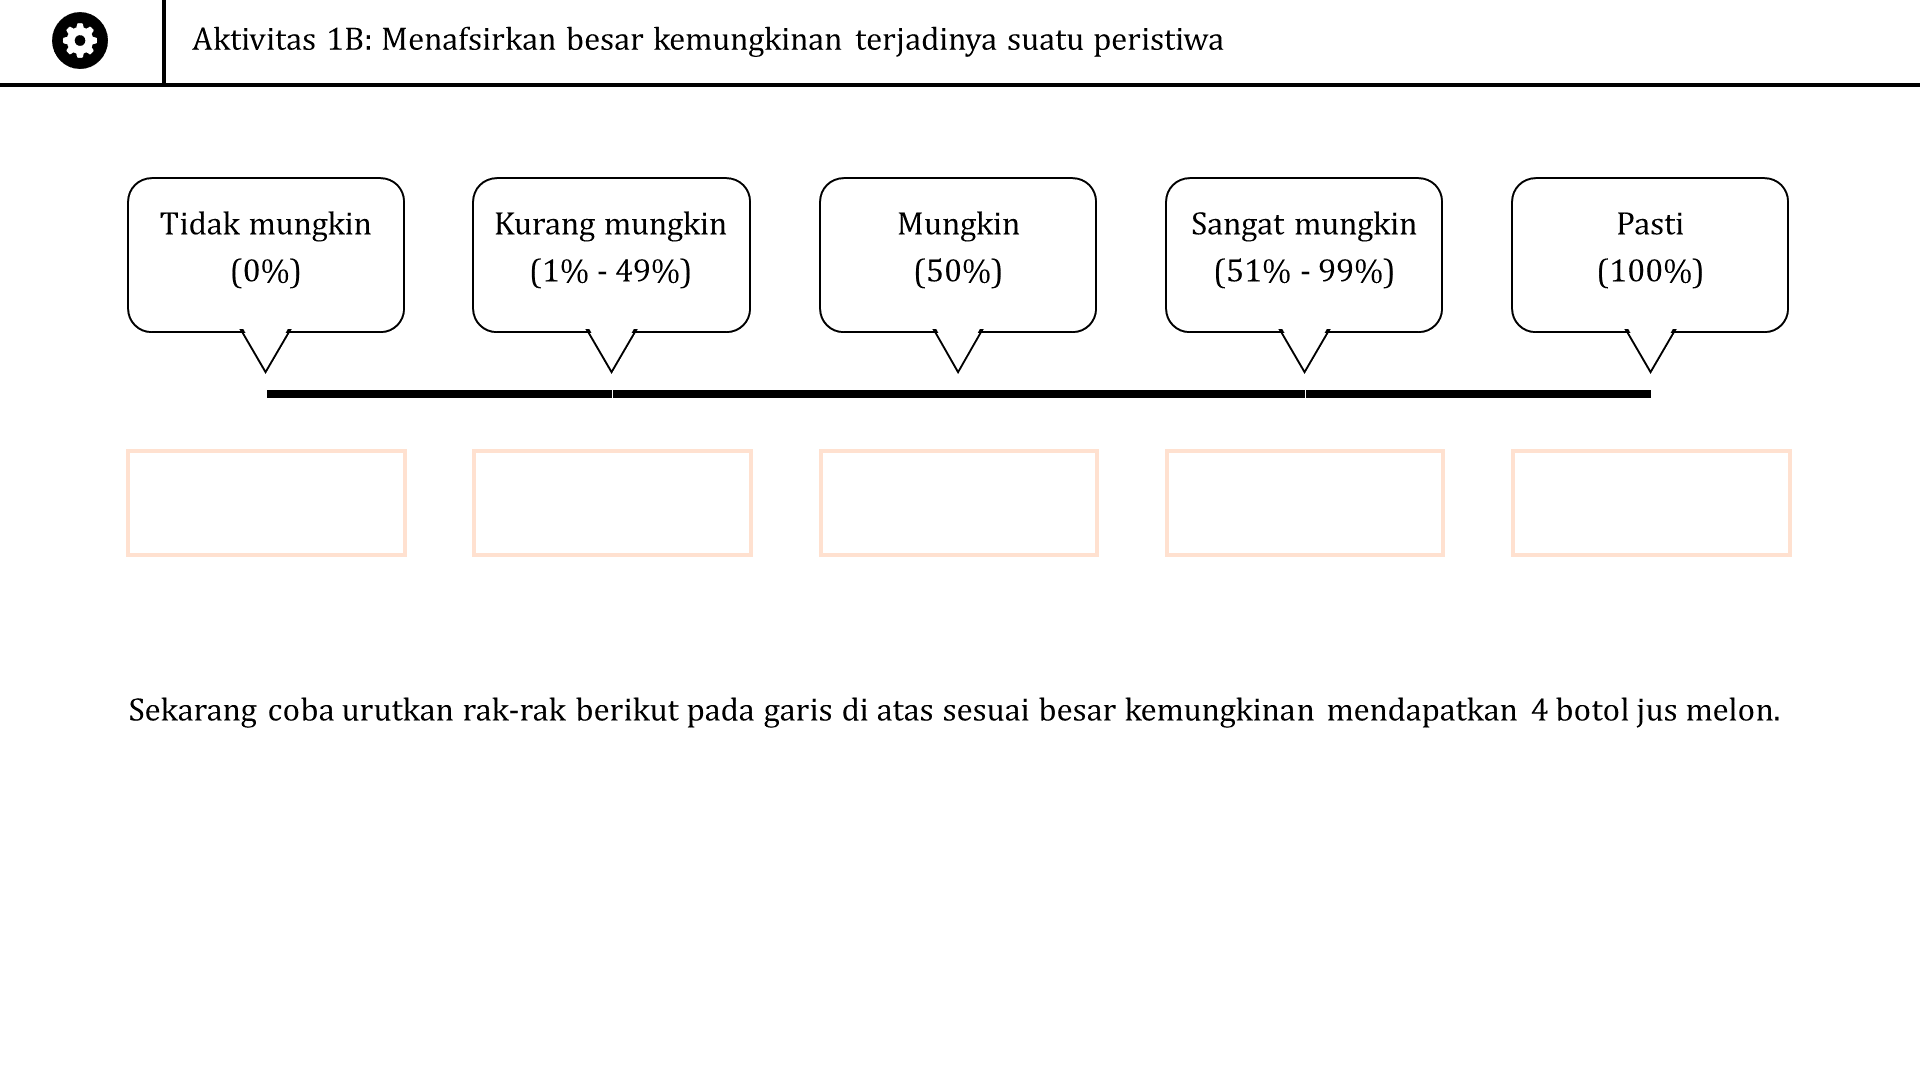 Aktivitas 1B: Menafsirkan besar kemungkinan terjadinya suatu peristiwa
Tidak mungkin
(0%)
Kurang mungkin
(1% - 49%)
Mungkin
(50%)
Sangat mungkin
(51% - 99%)
Pasti
(100%)
Sekarang coba urutkan rak-rak berikut pada garis di atas sesuai besar kemungkinan mendapatkan 4 botol jus melon.